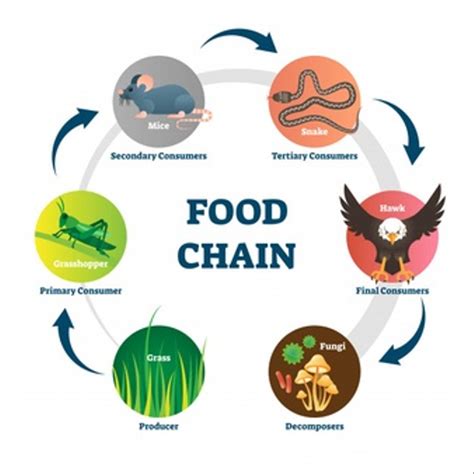 FOOD
CHAIN
Grass
Producer
Grasshopper
Primary Consumer
Mice
Secondary Consumers
Snake
Tertiary Consumers
Hawk
Final Consumers
Fungi
Decomposers